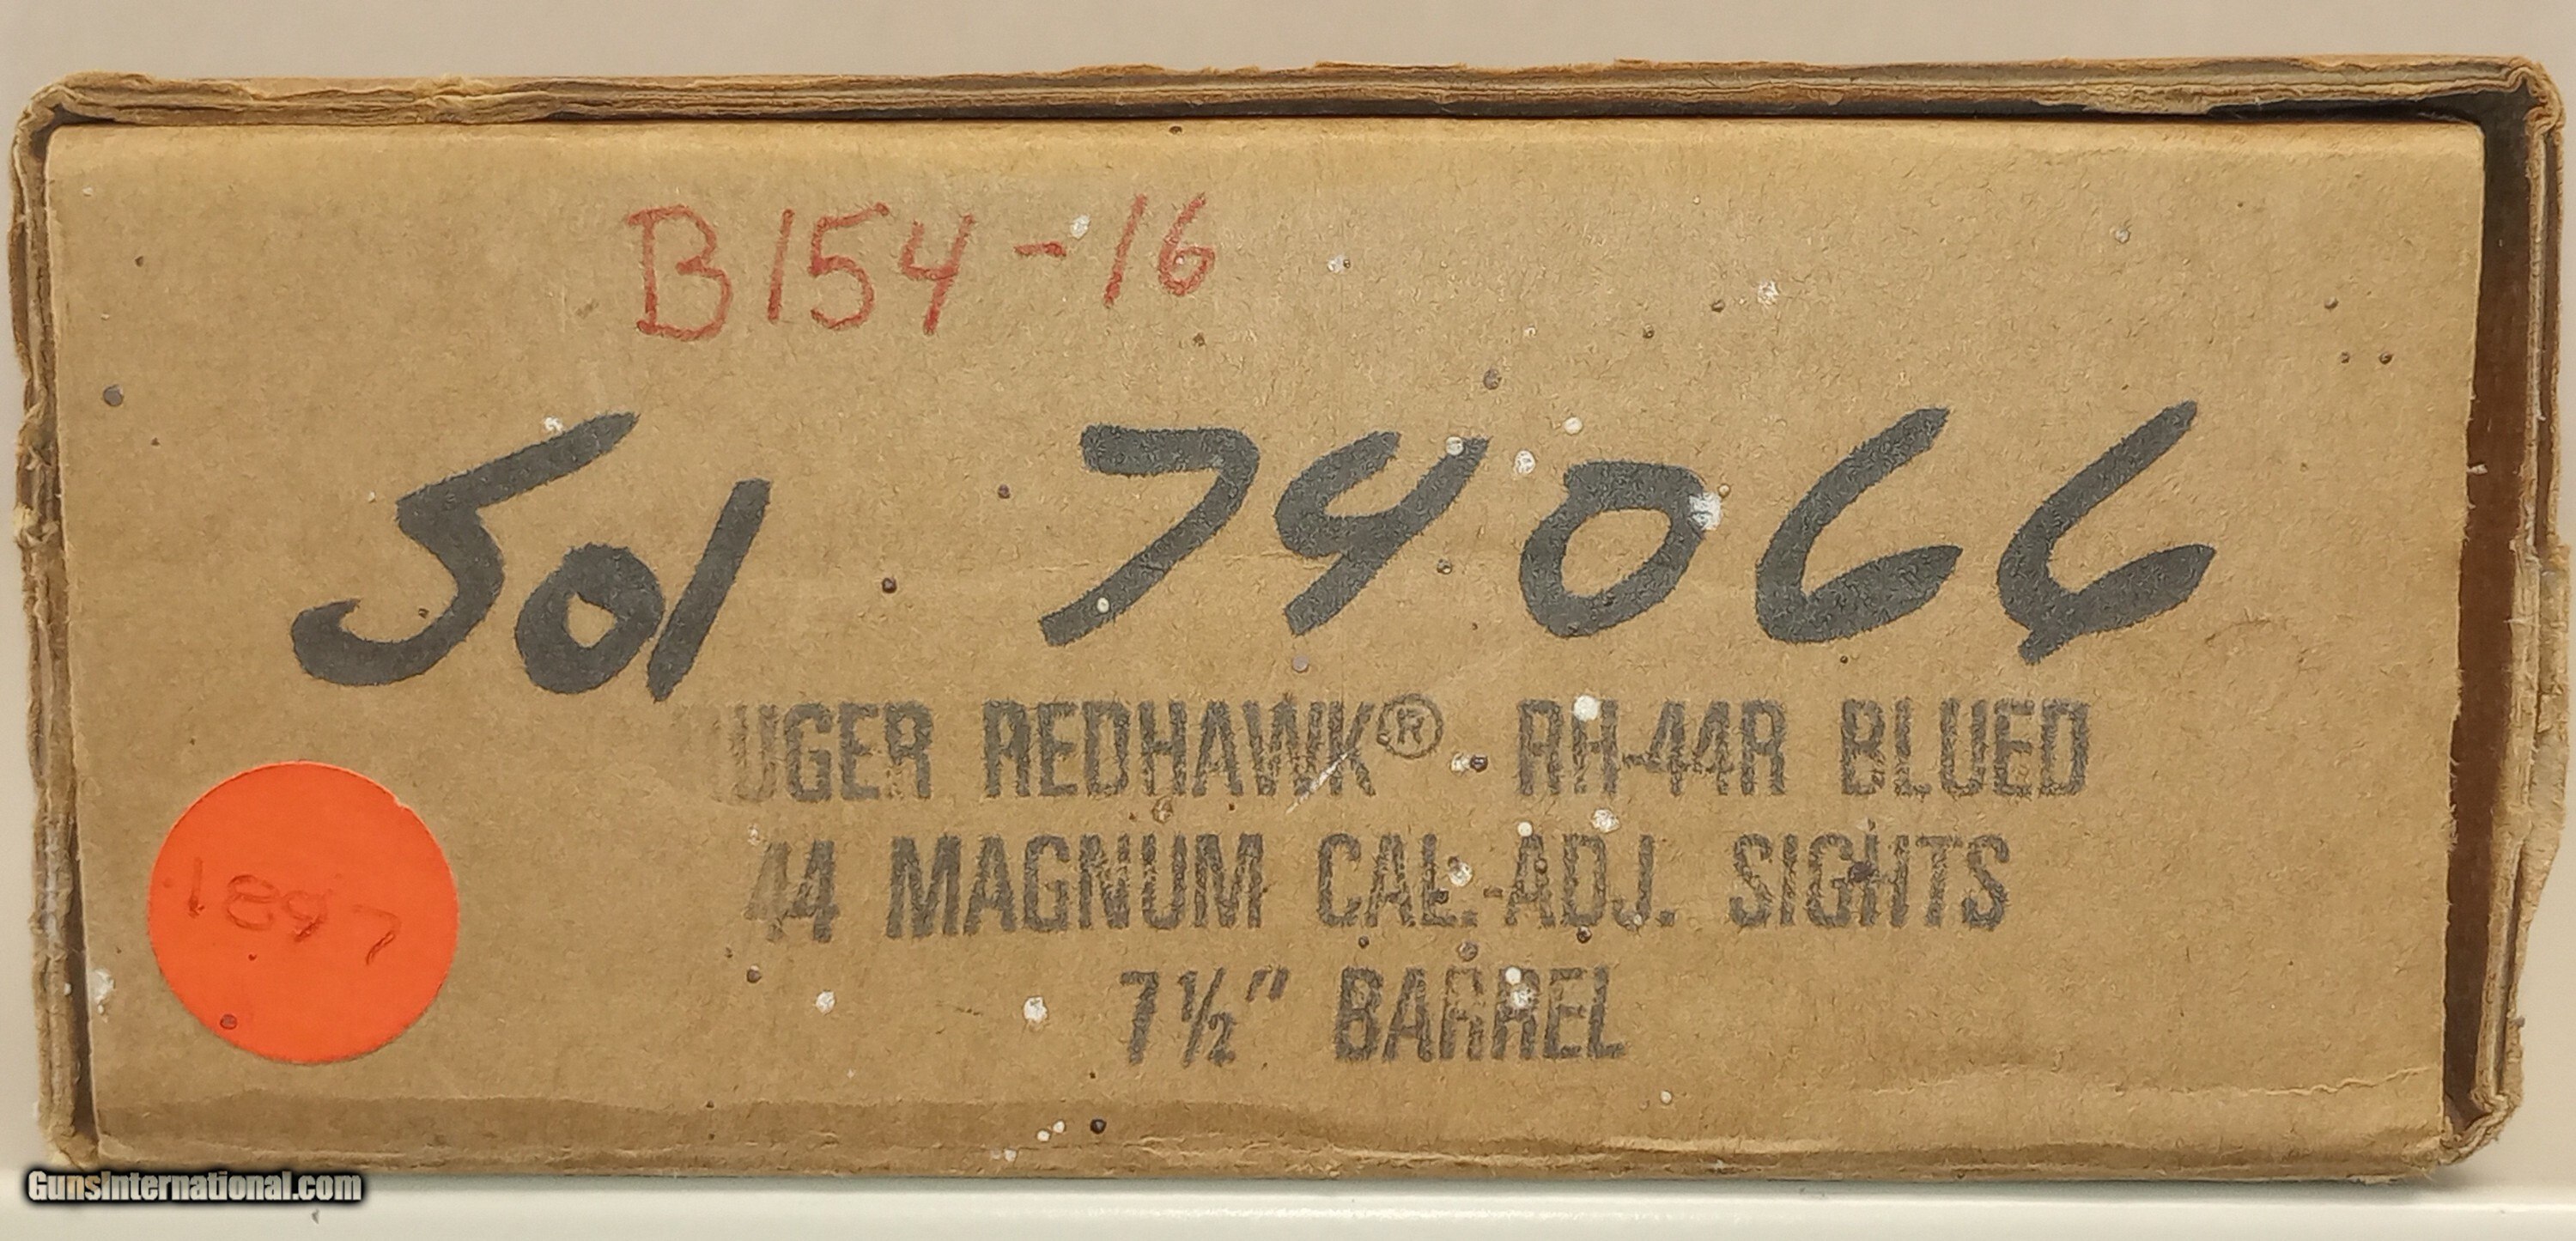 B154-16
501 74066
RUGER REDHAWK® RH-44R BLUED
44 MAGNUM CAL.-ADJ. SIGHTS
7½" BARREL
1897
GunsInternational.com